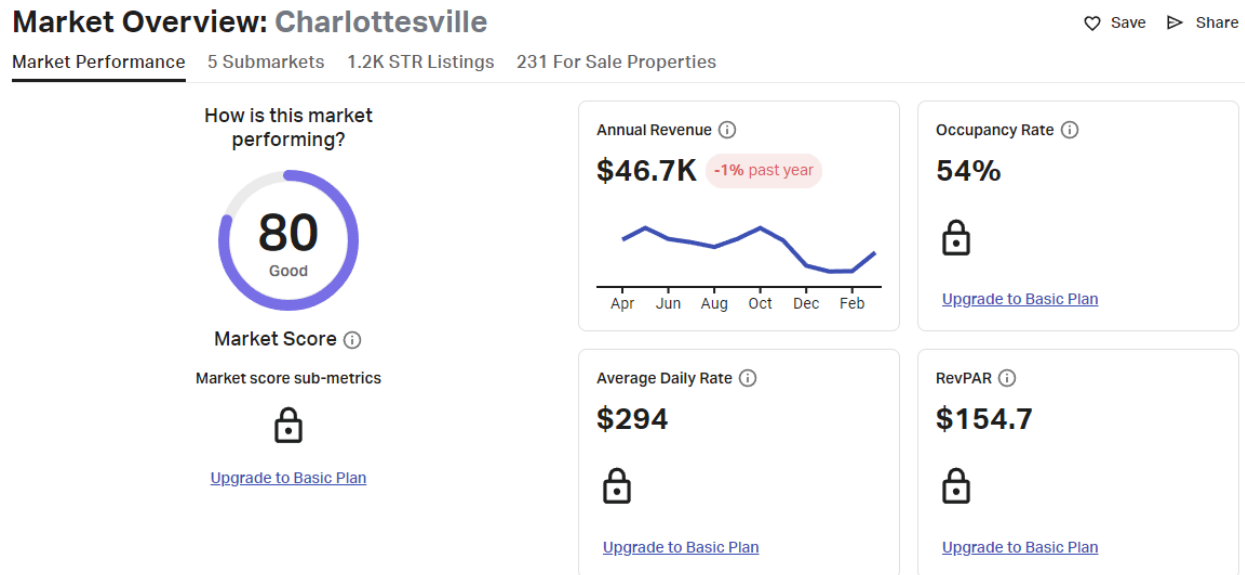 Market Overview: Charlottesville
Save Share
Market Performance 5 Submarkets 1.2K STR Listings 231 For Sale Properties
How is this market
performing?
80
Good
Market Score
Market score sub-metrics
Upgrade to Basic Plan
Annual Revenue
$46.7K -1% past year
Apr Jun Aug Oct Dec Feb
Occupancy Rate
54%
Upgrade to Basic Plan
Average Daily Rate
$294
Upgrade to Basic Plan
RevPAR
$154.7
Upgrade to Basic Plan